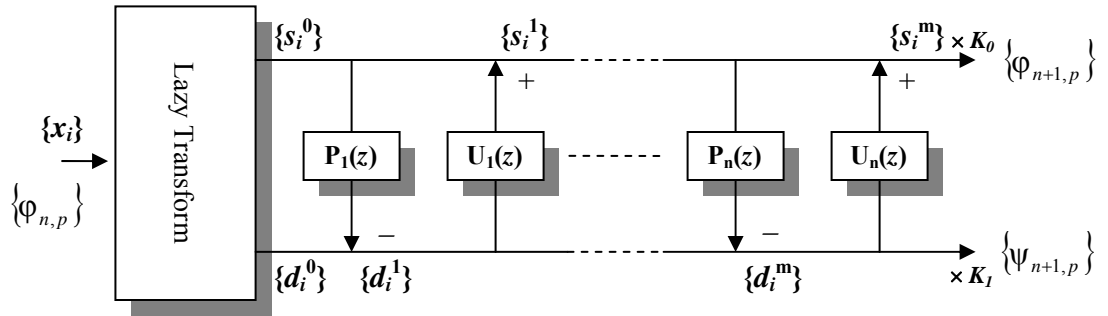 {s_i^0} {s_i^1} {s_i^m} × K_0 {φ_{n+1,p}}
+ +
Lazy Transform
{x_i}
P_1(z) U_1(z) P_n(z) U_n(z)
{φ_{n,p}}
− −
{d_i^0} {d_i^1} {d_i^m} × K_1 {ψ_{n+1,p}}